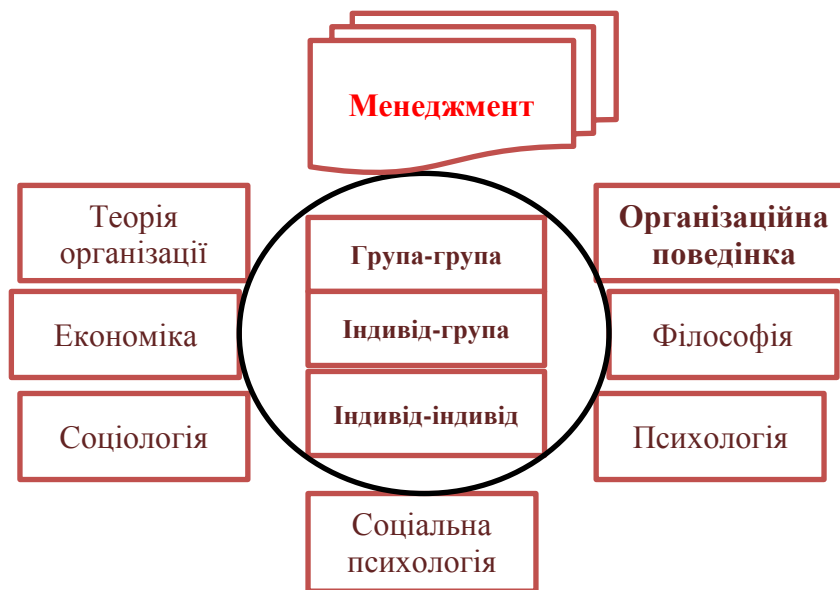 Менеджмент
Теорія
організації
Організаційна
поведінка
Група-група
Економіка
Індивід-група
Філософія
Соціологія
Індивід-індивід
Психологія
Соціальна
психологія